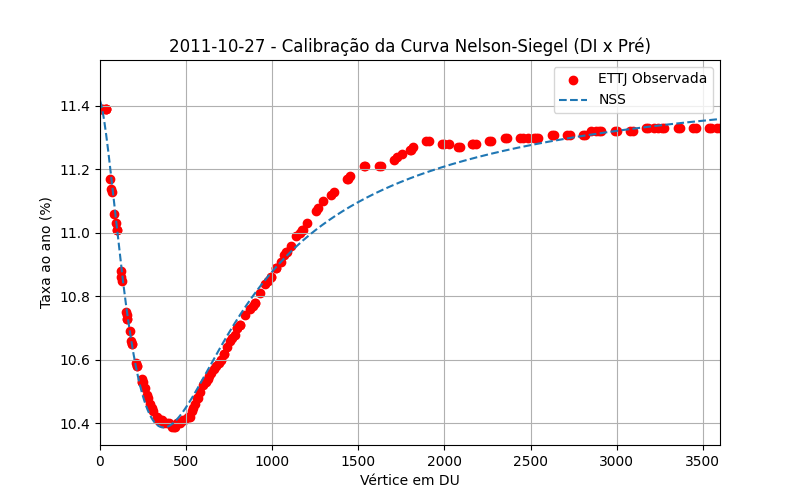 2011-10-27 - Calibração da Curva Nelson-Siegel (DI x Pré)
ETTJ Observada
NSS
Taxa ao ano (%)
11.4
11.2
11.0
10.8
10.6
10.4
0 500 1000 1500 2000 2500 3000 3500
Vértice em DU